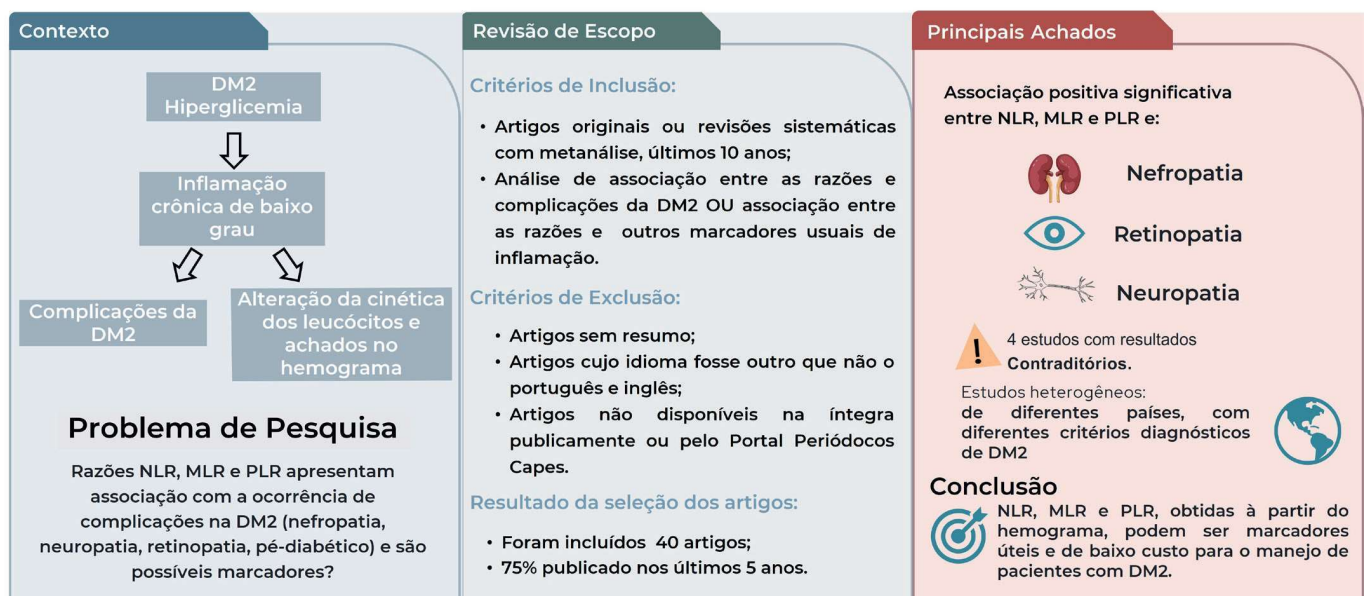 Contexto
DM2
Hiperglicemia
Inflamação
crônica de baixo
grau
Complicações da
DM2
Alteração da cinética
dos leucócitos e
achados no
hemograma
Problema de Pesquisa
Razões NLR, MLR e PLR apresentam
associação com a ocorrência de
complicações na DM2 (nefropatia,
neuropatia, retinopatia, pé-diabético) e são
possíveis marcadores?
Revisão de Escopo
Critérios de Inclusão:
• Artigos originais ou revisões sistemáticas
com metanálise, últimos 10 anos;
• Análise de associação entre as razões e
complicações da DM2 OU associação entre
as razões e outros marcadores usuais de
inflamação.
Critérios de Exclusão:
• Artigos sem resumo;
• Artigos cujo idioma fosse outro que não o
português e inglês;
• Artigos não disponíveis na íntegra
publicamente ou pelo Portal Periódocos
Capes.
Resultado da seleção dos artigos:
• Foram incluídos 40 artigos;
• 75% publicado nos últimos 5 anos.
Principais Achados
Associação positiva significativa
entre NLR, MLR e PLR e:
Nefropatia
Retinopatia
Neuropatia
! 4 estudos com resultados
Contraditórios.
Estudos heterogêneos:
de diferentes países, com
diferentes critérios diagnósticos
de DM2
Conclusão
NLR, MLR e PLR, obtidas à partir do
hemograma, podem ser marcadores
úteis e de baixo custo para o manejo de
pacientes com DM2.